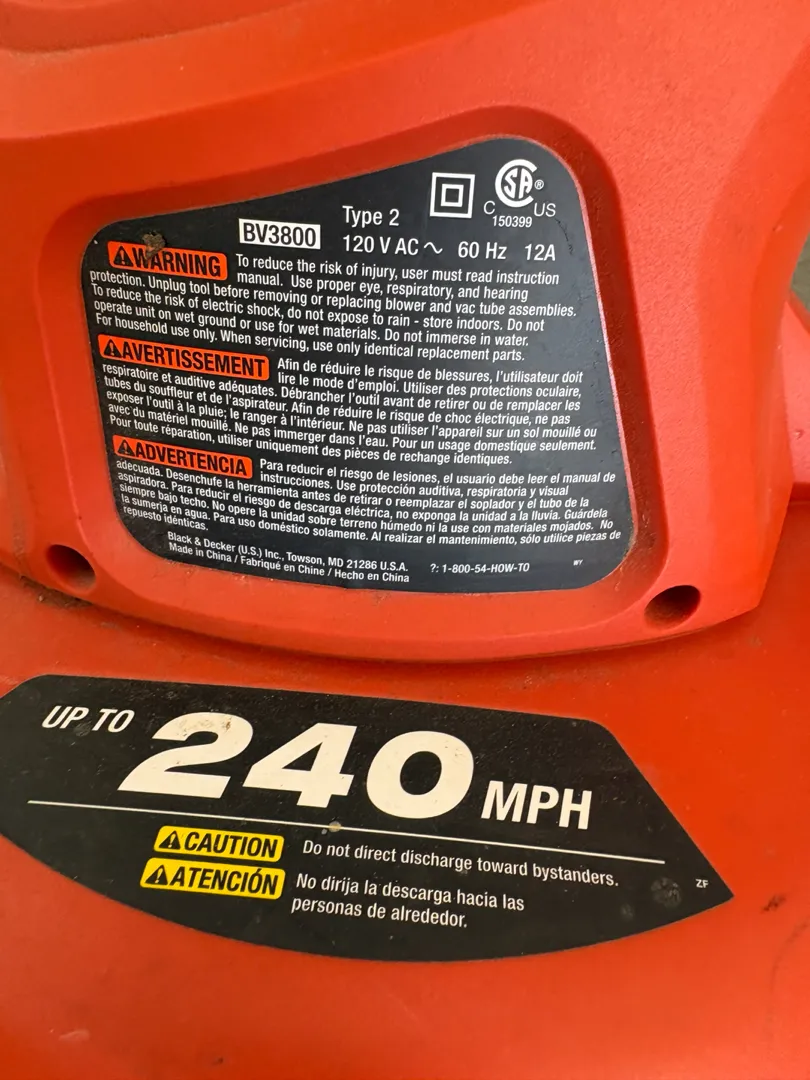 Type 2
CSA®
C US
150399
BV3800
120 V AC ~ 60 Hz 12A
WARNING To reduce the risk of injury, user must read instruction
manual. Use proper eye, respiratory, and hearing
protection. Unplug tool before removing or replacing blower and vac tube assemblies.
To reduce the risk of electric shock, do not expose to rain - store indoors. Do not
operate unit on wet ground or use for wet materials. Do not immerse in water.
For household use only. When servicing, use only identical replacement parts.
AVERTISSEMENT Afin de réduire le risque de blessures, l'utilisateur doit
lire le mode d'emploi. Utiliser des protections oculaire,
respiratoire et auditive adéquates. Débrancher l'outil avant de retirer ou de remplacer les
tubes du souffleur et de l'aspirateur. Afin de réduire le risque de choc électrique, ne pas
exposer l'outil à la pluie; le ranger à l'intérieur. Ne pas utiliser l'appareil sur un sol mouillé ou
avec du matériel mouillé. Ne pas immerger dans l'eau. Pour un usage domestique seulement.
Pour toute réparation, utiliser uniquement des pièces de rechange identiques.
ADVERTENCIA Para reducir el riesgo de lesiones, el usuario debe leer el manual de
instrucciones. Use protección auditiva, respiratoria y visual
adecuada. Desenchufe la herramienta antes de retirar o reemplazar el soplador y el tubo de la
aspiradora. Para reducir el riesgo de descarga eléctrica, no exponga la unidad a la lluvia. Guárdela
siempre bajo techo. No opere la unidad sobre terreno húmedo ni la use con materiales mojados. No
la sumerja en agua. Para uso doméstico solamente. Al realizar el mantenimiento, sólo utilice piezas de
repuesto idénticas.
Black & Decker (U.S.) Inc., Towson, MD 21286 U.S.A. ?: 1-800-54-HOW-TO WY
Made in China / Fabriqué en Chine / Hecho en China
UP TO 240 MPH
CAUTION Do not direct discharge toward bystanders.
ZF
ATENCIÓN No dirija la descarga hacia las
personas de alrededor.